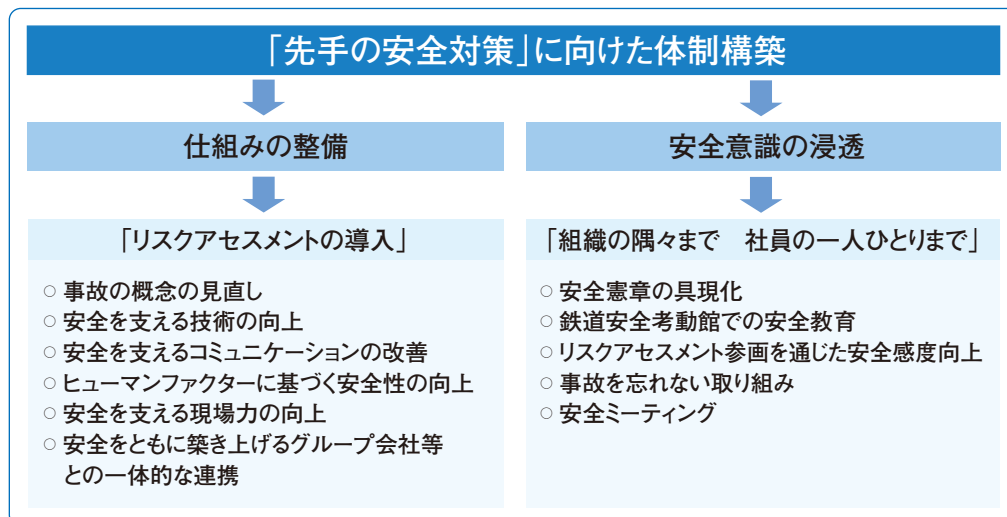 「先手の安全対策」に向けた体制構築
仕組みの整備
「リスクアセスメントの導入」
○ 事故の概念の見直し
○ 安全を支える技術の向上
○ 安全を支えるコミュニケーションの改善
○ ヒューマンファクターに基づく安全性の向上
○ 安全を支える現場力の向上
○ 安全をともに築き上げるグループ会社等
との一体的な連携
安全意識の浸透
「組織の隅々まで　社員の一人ひとりまで」
○ 安全憲章の具現化
○ 鉄道安全考動館での安全教育
○ リスクアセスメント参画を通じた安全感度向上
○ 事故を忘れない取り組み
○ 安全ミーティング